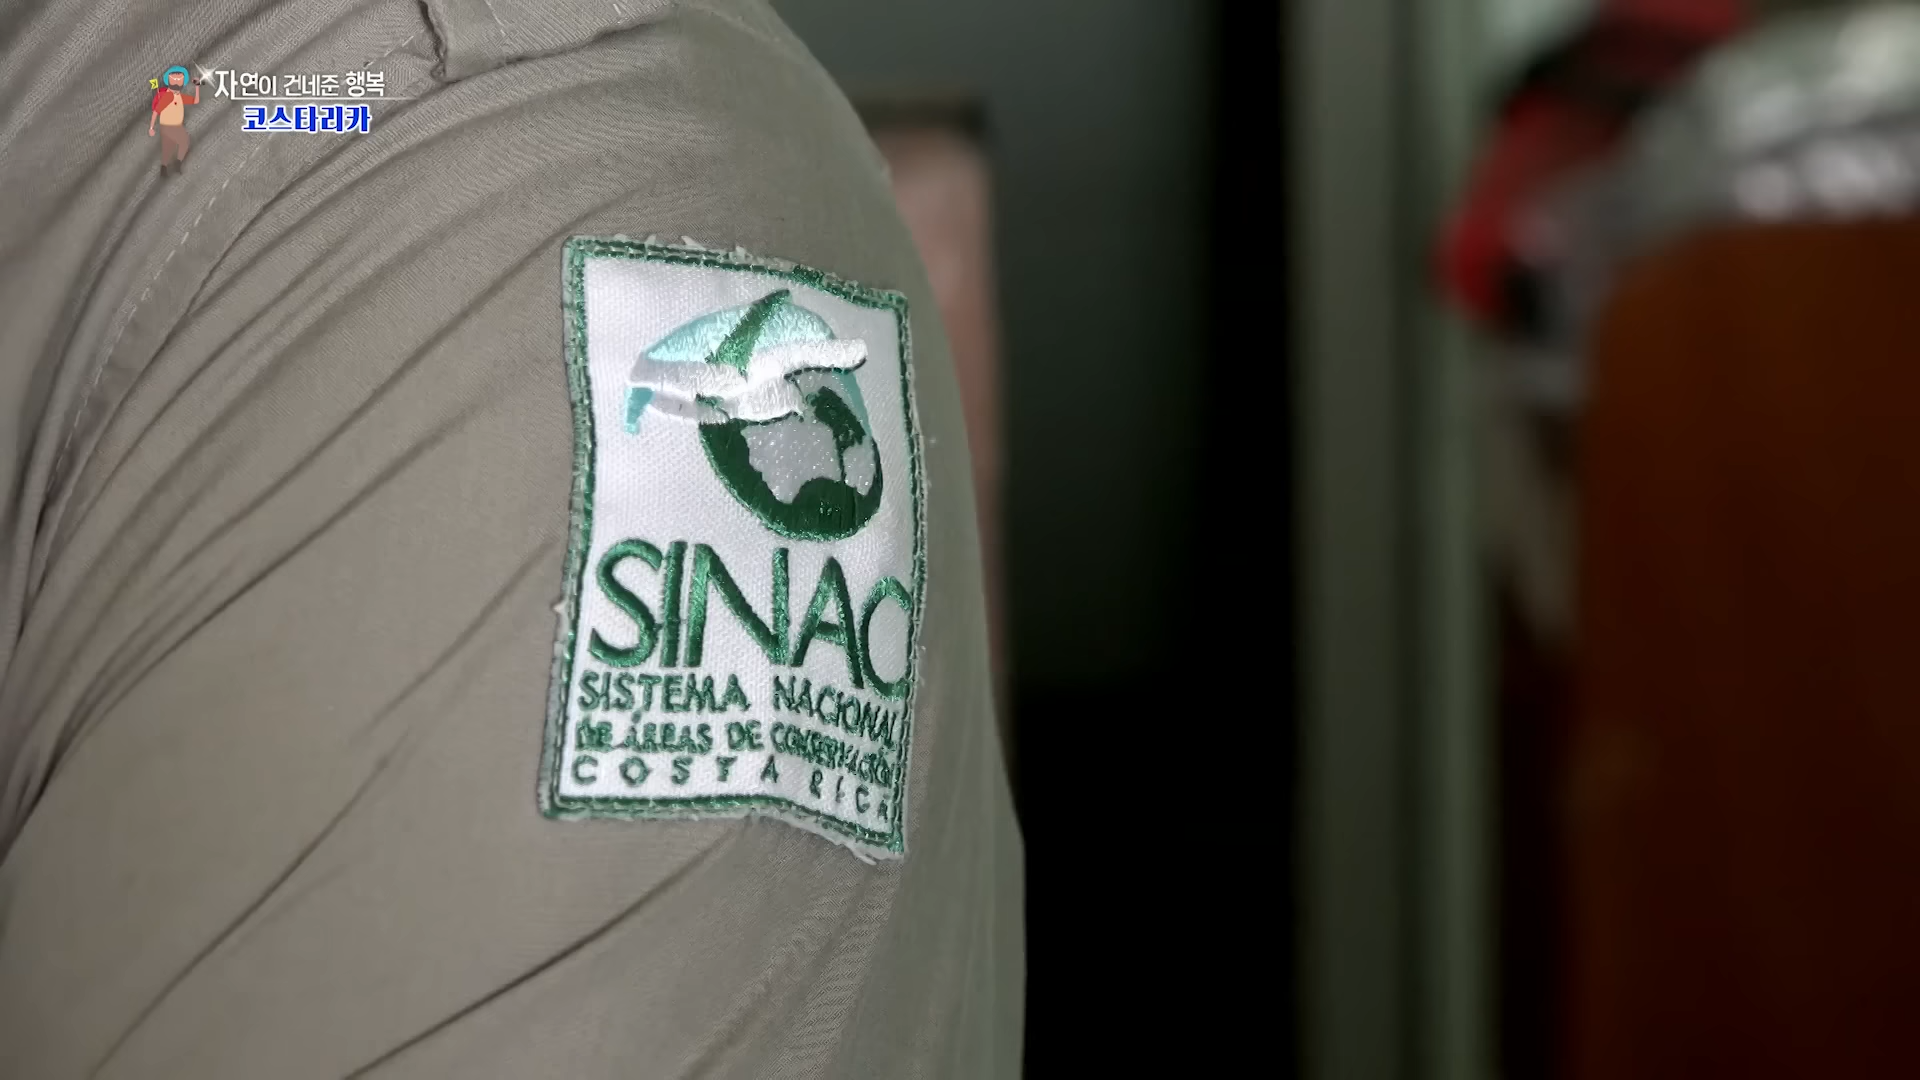 자연이 건네준 행복
코스타리카
SINAC
SISTEMA NACIONAL
DE ÁREAS DE CONSERVACIÓN
COSTA RICA